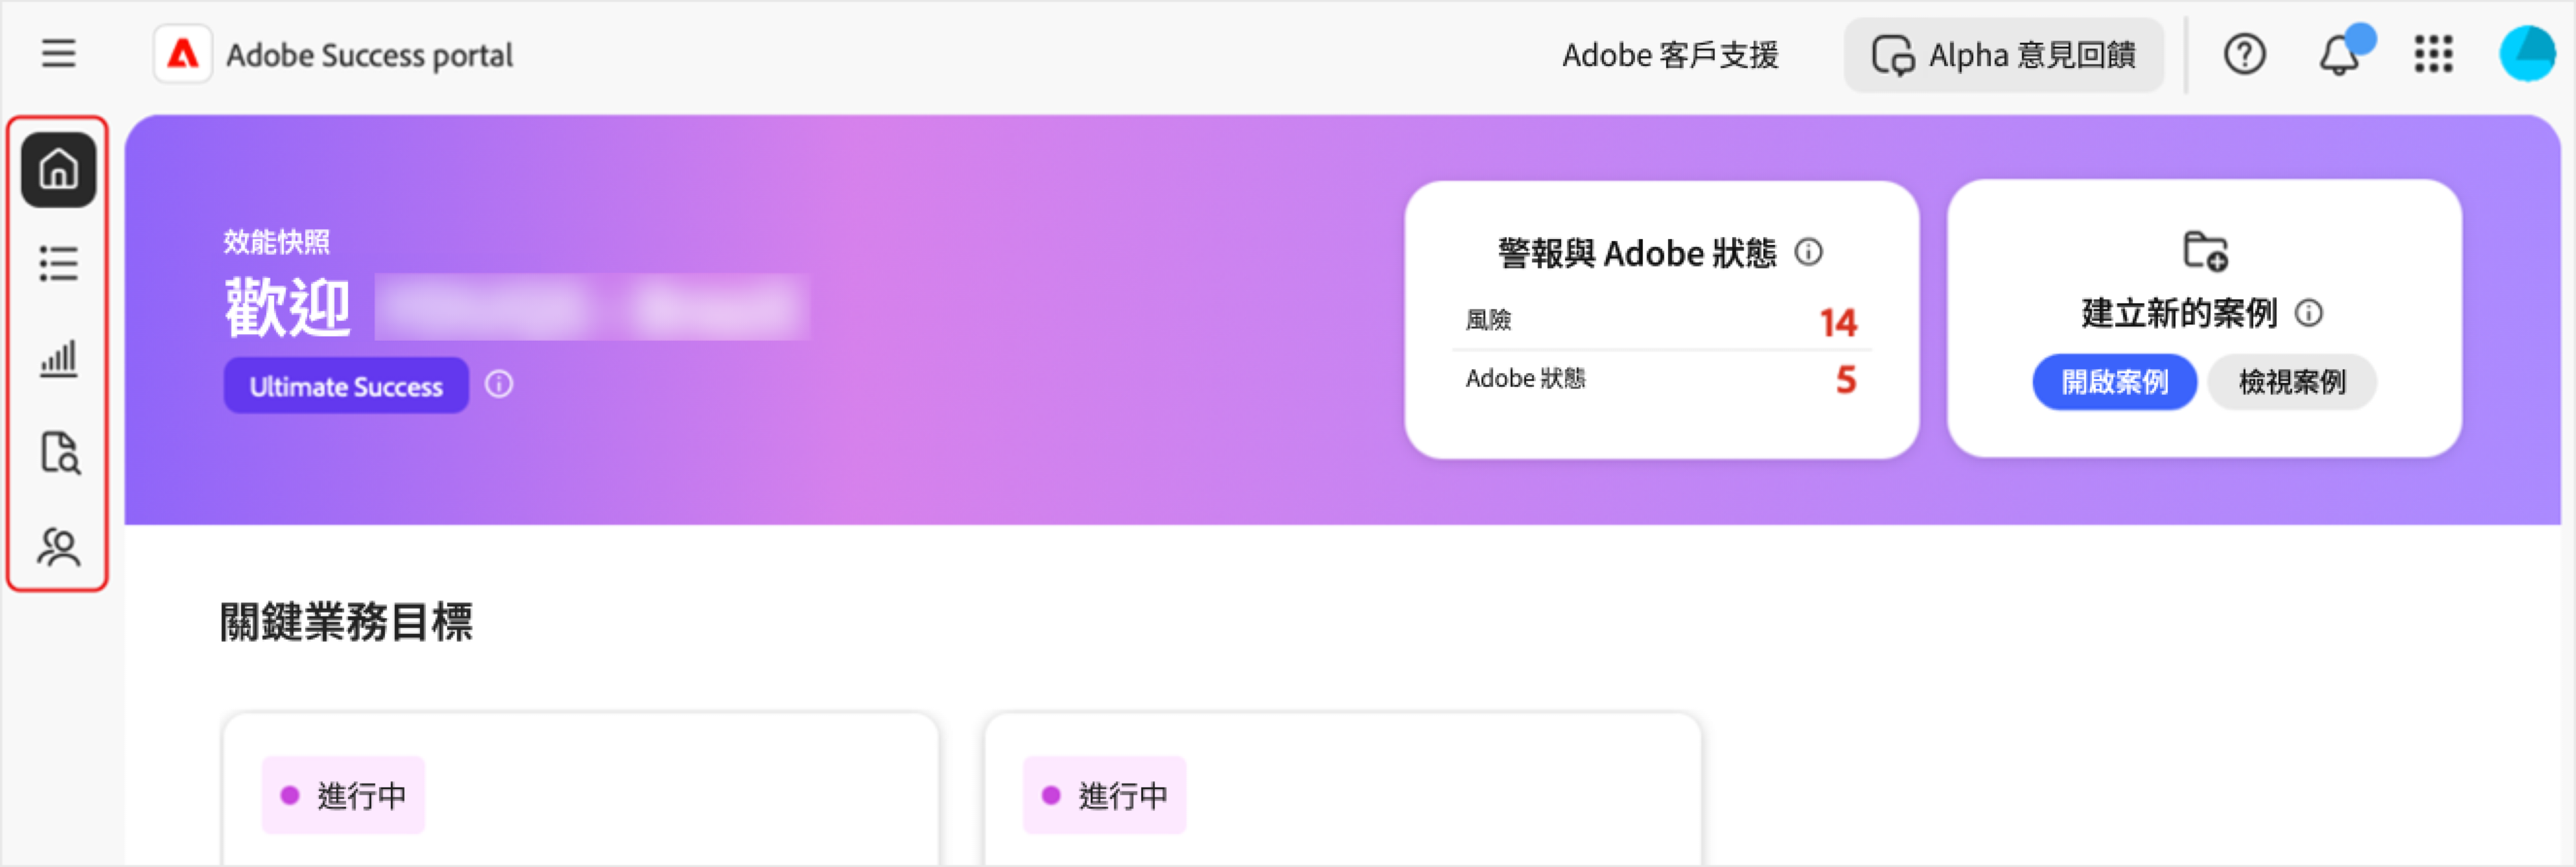 Adobe Success portal
Adobe 客戶支援
Alpha 意見回饋
效能快照
歡迎
Ultimate Success
警報與 Adobe 狀態
風險 14
Adobe 狀態 5
建立新的案例
開啟案例 檢視案例
關鍵業務目標
進行中
進行中